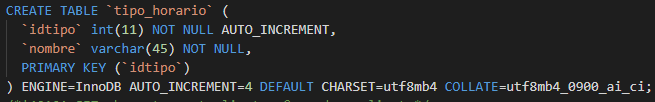 CREATE TABLE `tipo_horario` (
`idtipo` int(11) NOT NULL AUTO_INCREMENT,
`nombre` varchar(45) NOT NULL,
PRIMARY KEY (`idtipo`)
) ENGINE=InnoDB AUTO_INCREMENT=4 DEFAULT CHARSET=utf8mb4 COLLATE=utf8mb4_0900_ai_ci;